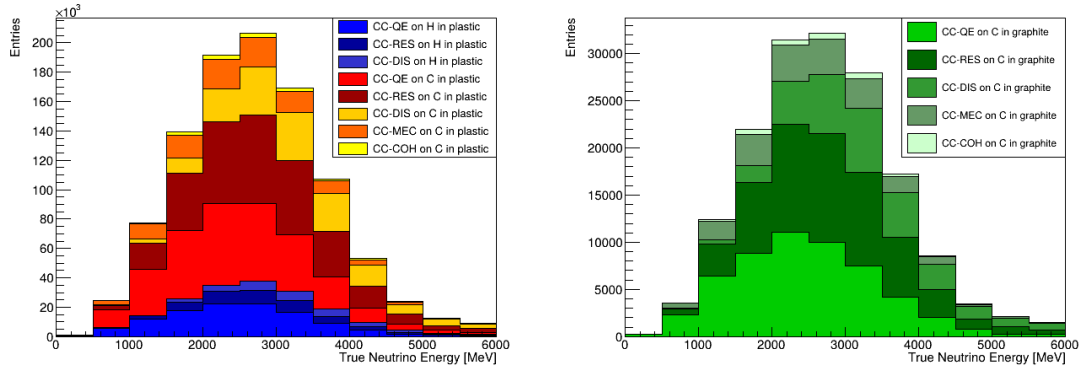 ×10³
Entries
200
180
160
140
120
100
80
60
40
20
0
0 1000 2000 3000 4000 5000 6000
True Neutrino Energy [MeV]
CC-QE on H in plastic
CC-RES on H in plastic
CC-DIS on H in plastic
CC-QE on C in plastic
CC-RES on C in plastic
CC-DIS on C in plastic
CC-MEC on C in plastic
CC-COH on C in plastic
Entries
30000
25000
20000
15000
10000
5000
0
0 1000 2000 3000 4000 5000 6000
True Neutrino Energy [MeV]
CC-QE on C in graphite
CC-RES on C in graphite
CC-DIS on C in graphite
CC-MEC on C in graphite
CC-COH on C in graphite